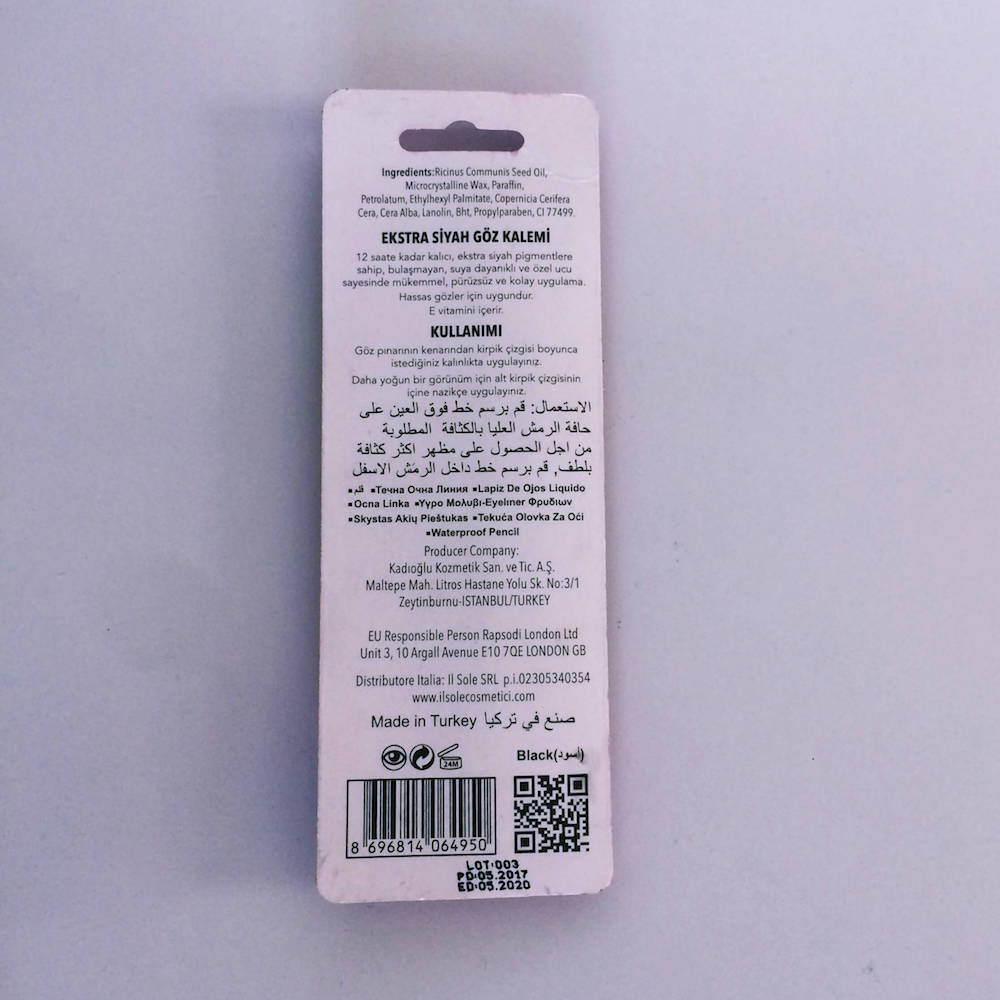 Ingredients:Ricinus Communis Seed Oil,
Microcrystalline Wax, Paraffin,
Petrolatum, Ethylhexyl Palmitate, Copernicia Cerifera
Cera, Cera Alba, Lanolin, Bht, Propylparaben, CI 77499.
EKSTRA SİYAH GÖZ KALEMİ
12 saate kadar kalıcı, ekstra siyah pigmentlere
sahip, bulaşmayan, suya dayanıklı ve özel ucu
sayesinde mükemmel, pürüzsüz ve kolay uygulama.
Hassas gözler için uygundur.
E vitamini içerir.
KULLANIMI
Göz pınarının kenarından kirpik çizgisi boyunca
istediğiniz kalınlıkta uygulayınız.
Daha yoğun bir görünüm için alt kirpik çizgisinin
içine nazikçe uygulayınız.
الاستعمال: قم برسم خط فوق العين على
حافة الرمش العليا بالكثافة المطلوبة
من اجل الحصول على مظهر اكثر كثافة
بلطف, قم برسم خط داخل الرمش الاسفل
▪قلم ▪Течна Очна Линия ▪Lapiz De Ojos Liquido
▪Ocna Linka ▪Υγρο Μολυβι-Eyeliner Φρυδιων
▪Skystas Akių Pieštukas ▪Tekuća Olovka Za Oći
▪Waterproof Pencil
Producer Company:
Kadıoğlu Kozmetik San. ve Tic. A.Ş.
Maltepe Mah. Litros Hastane Yolu Sk. No:3/1
Zeytinburnu-ISTANBUL/TURKEY
EU Responsible Person Rapsodi London Ltd
Unit 3, 10 Argall Avenue E10 7QE LONDON GB
Distributore Italia: Il Sole SRL p.i.02305340354
www.ilsolecosmetici.com
Made in Turkey صنع في تركيا
24M
Black(أسود)
8 696814 064950
LOT:003
PD:05.2017
ED:05.2020